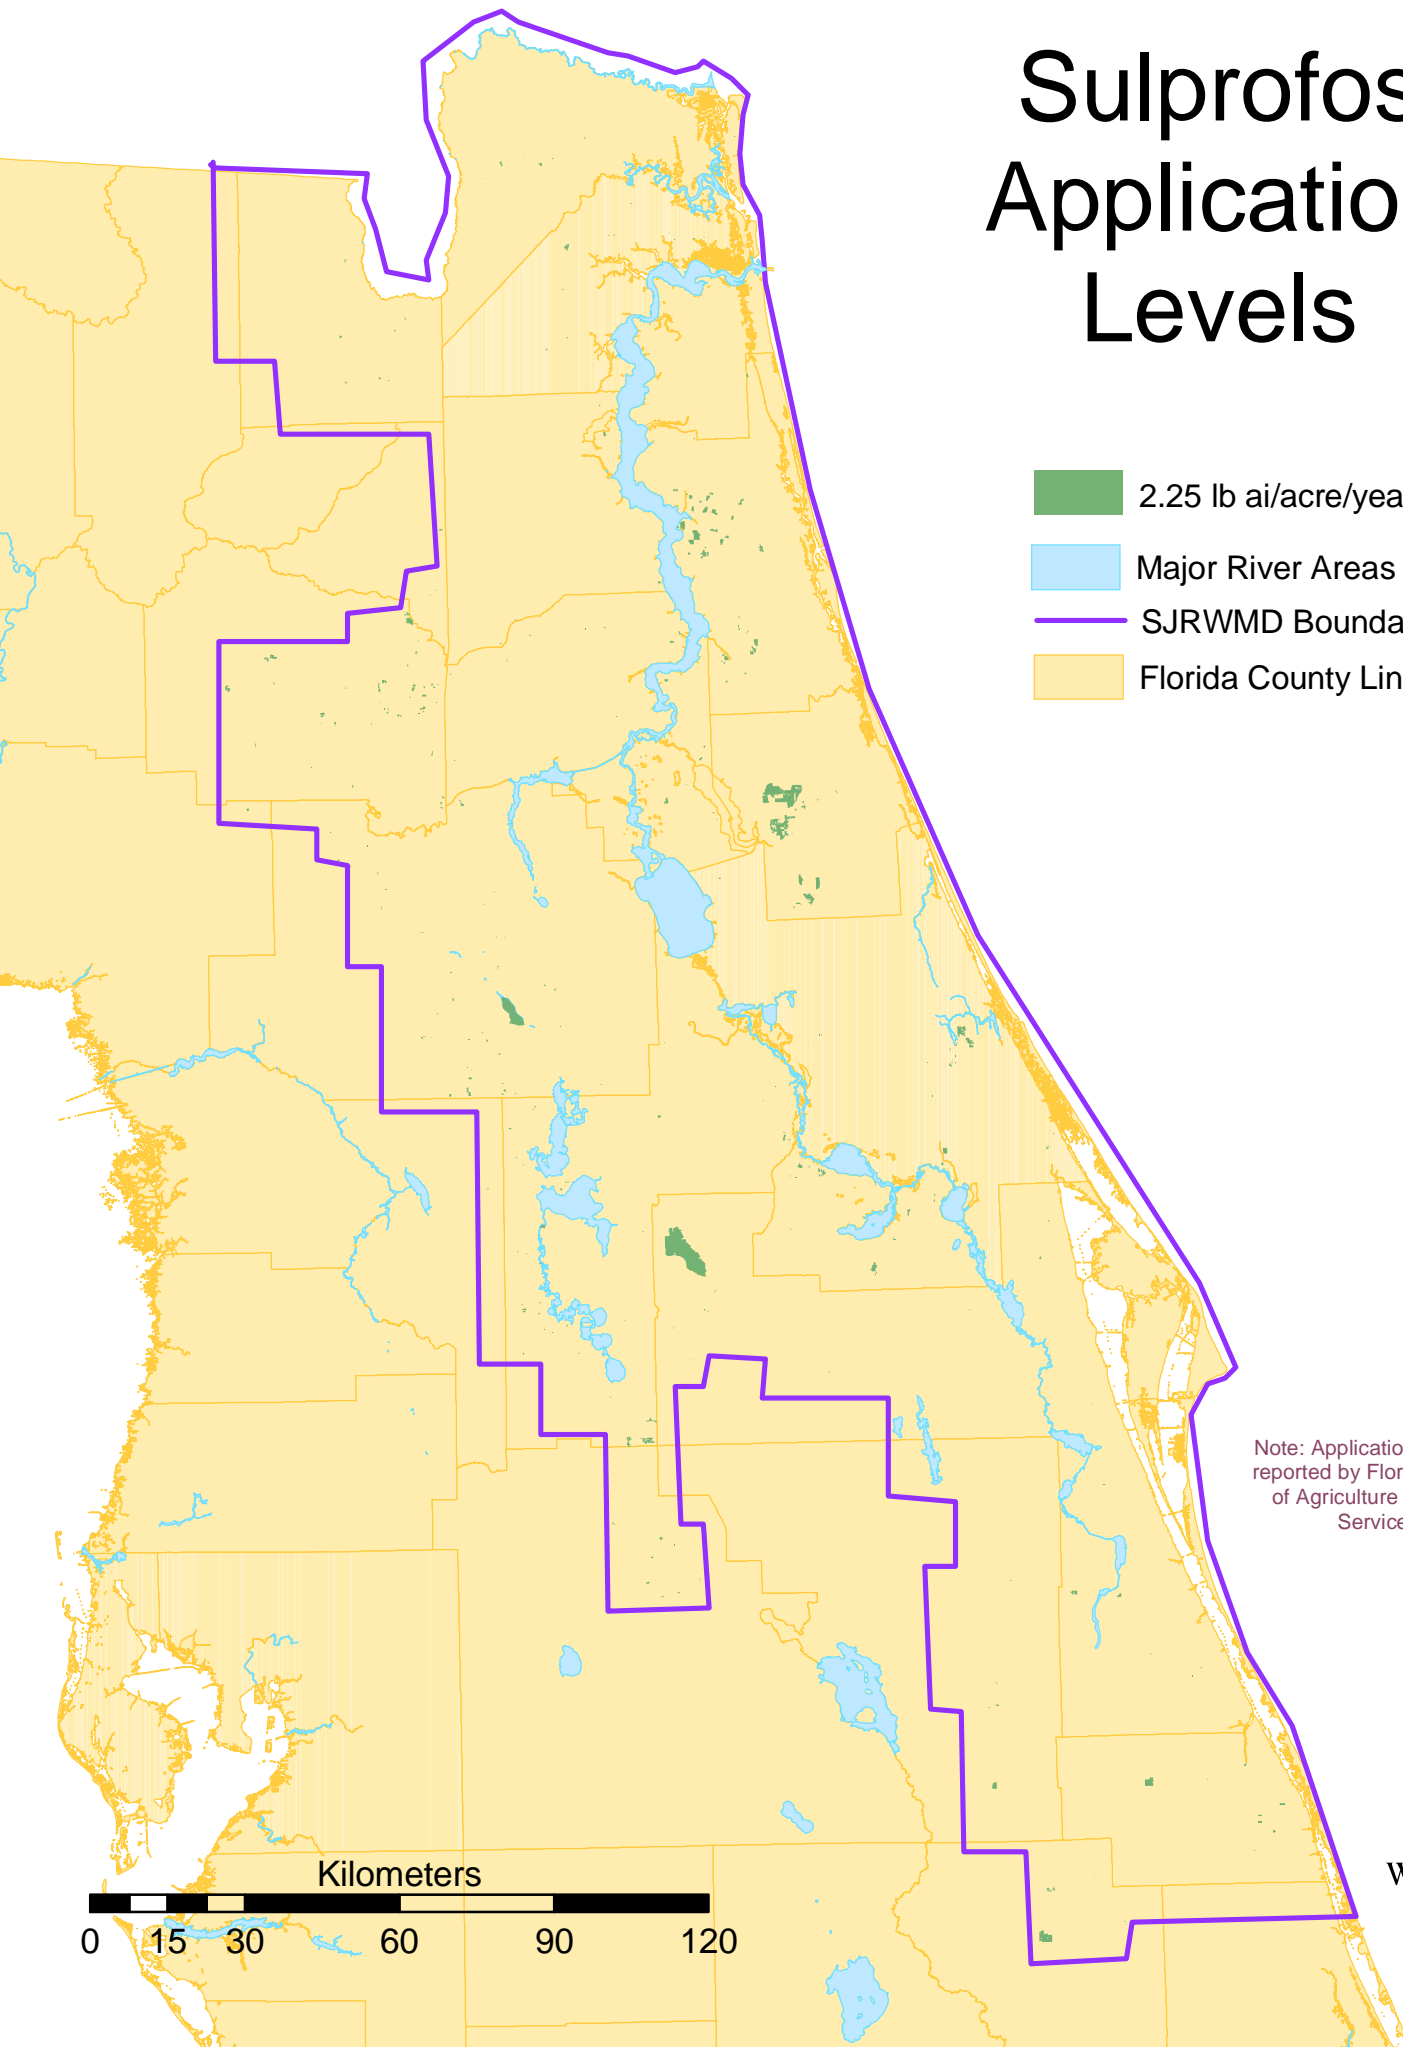 Sulprofos
Applicatio
Levels
2.25 lb ai/acre/yea
Major River Areas
SJRWMD Bounda
Florida County Lin
Note: Applicatio
reported by Flor
of Agriculture
Service
W
Kilometers
0 15 30 60 90 120